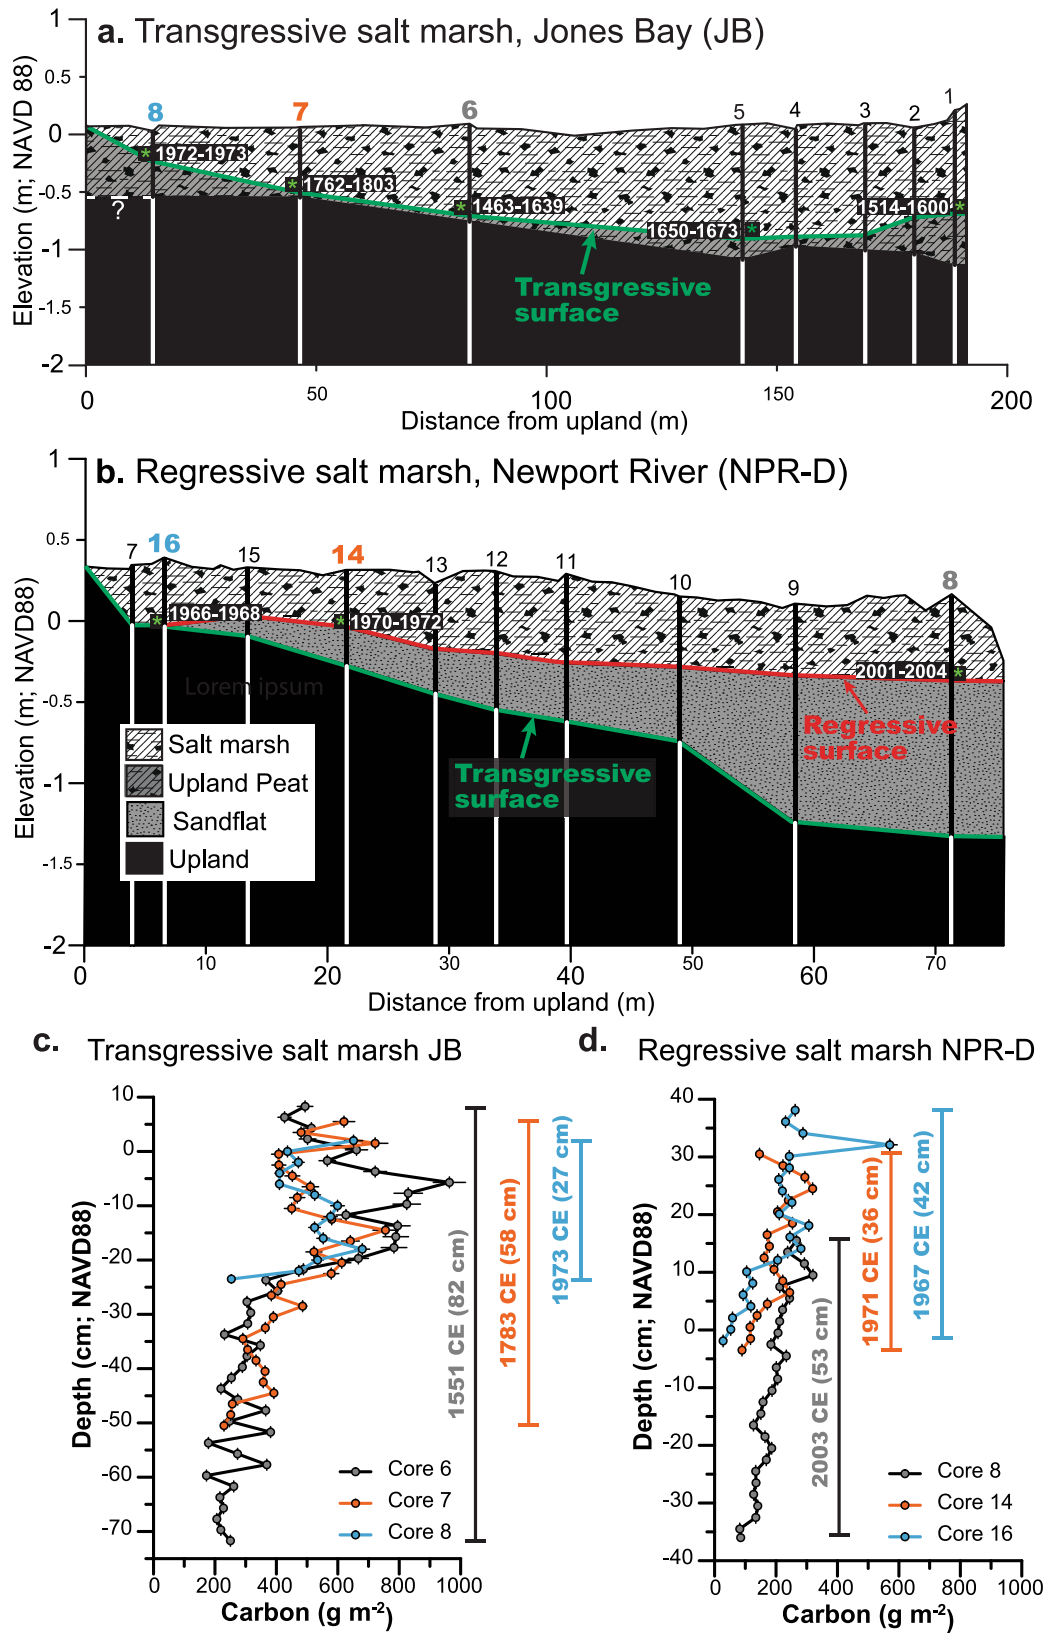 a. Transgressive salt marsh, Jones Bay (JB)
Elevation (m; NAVD 88)
1
0.5
0
-0.5
-1
-1.5
-2
8
7
6
5
4
3
2
1
* 1972-1973
* 1762-1803
* 1463-1639
1650-1673 *
1514-1600 *
?
Transgressive
surface
0
50
100
150
200
Distance from upland (m)
b. Regressive salt marsh, Newport River (NPR-D)
Elevation (m; NAVD88)
1
0.5
0
-0.5
-1
-1.5
-2
7
16
15
14
13
12
11
10
9
8
* 1966-1968
* 1970-1972
2001-2004 *
Lorem ipsum
Regressive
surface
Transgressive
surface
Salt marsh
Upland Peat
Sandflat
Upland
0
10
20
30
40
50
60
70
Distance from upland (m)
c. Transgressive salt marsh JB
Depth (cm; NAVD88)
10
0
-10
-20
-30
-40
-50
-60
-70
1551 CE (82 cm)
1783 CE (58 cm)
1973 CE (27 cm)
Core 6
Core 7
Core 8
0 200 400 600 800 1000
Carbon (g m-2)
d. Regressive salt marsh NPR-D
Depth (cm; NAVD88)
40
30
20
10
0
-10
-20
-30
-40
2003 CE (53 cm)
1971 CE (36 cm)
1967 CE (42 cm)
Core 8
Core 14
Core 16
0 200 400 600 800 1000
Carbon (g m-2)